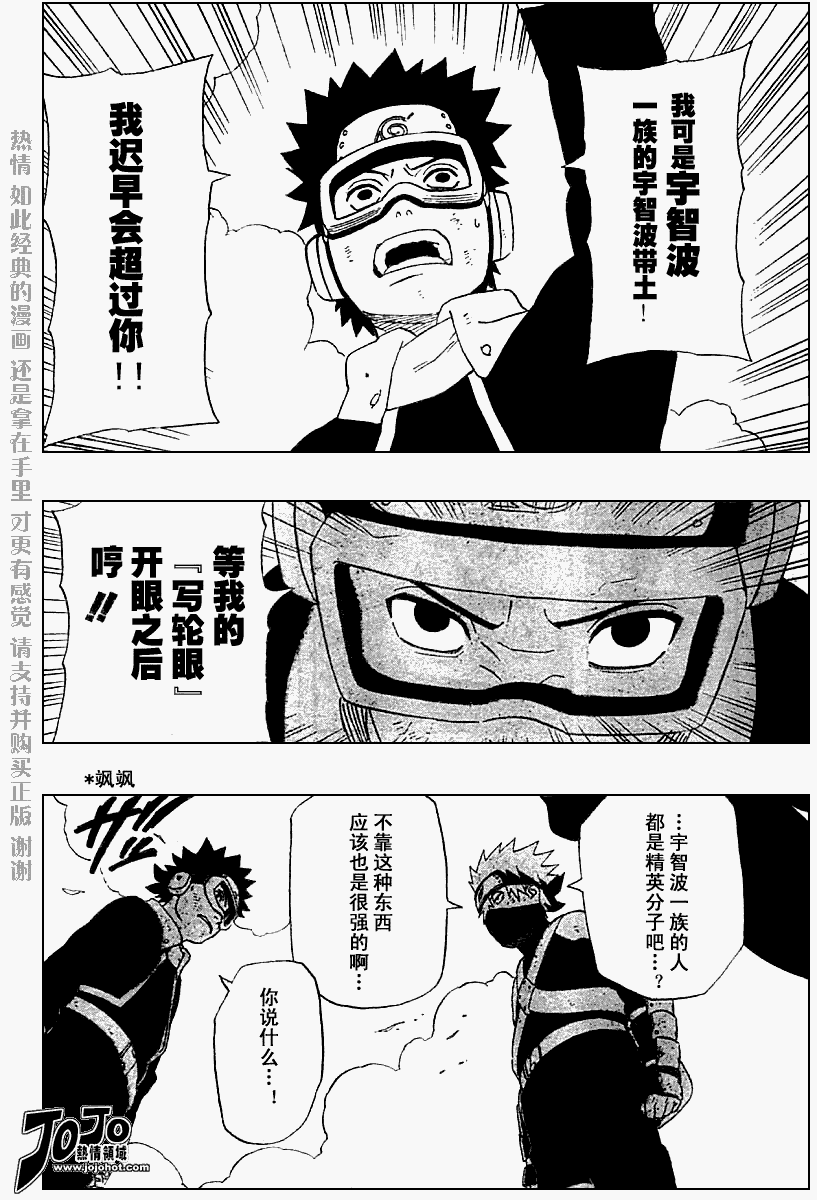 我可是宇智波
一族的宇智波带土！
我迟早会超过你！！
等我的
『写轮眼』
开眼之后
哼！！
*飒飒
…宇智波一族的人
都是精英分子吧…？
不靠这种东西
应该也是很强的啊…
你说什么…！
热情 如此经典的漫画 还是拿在手里 才更有感觉 请支持并购买正版 谢谢
JOJO
熱情領域
www.jojohot.com